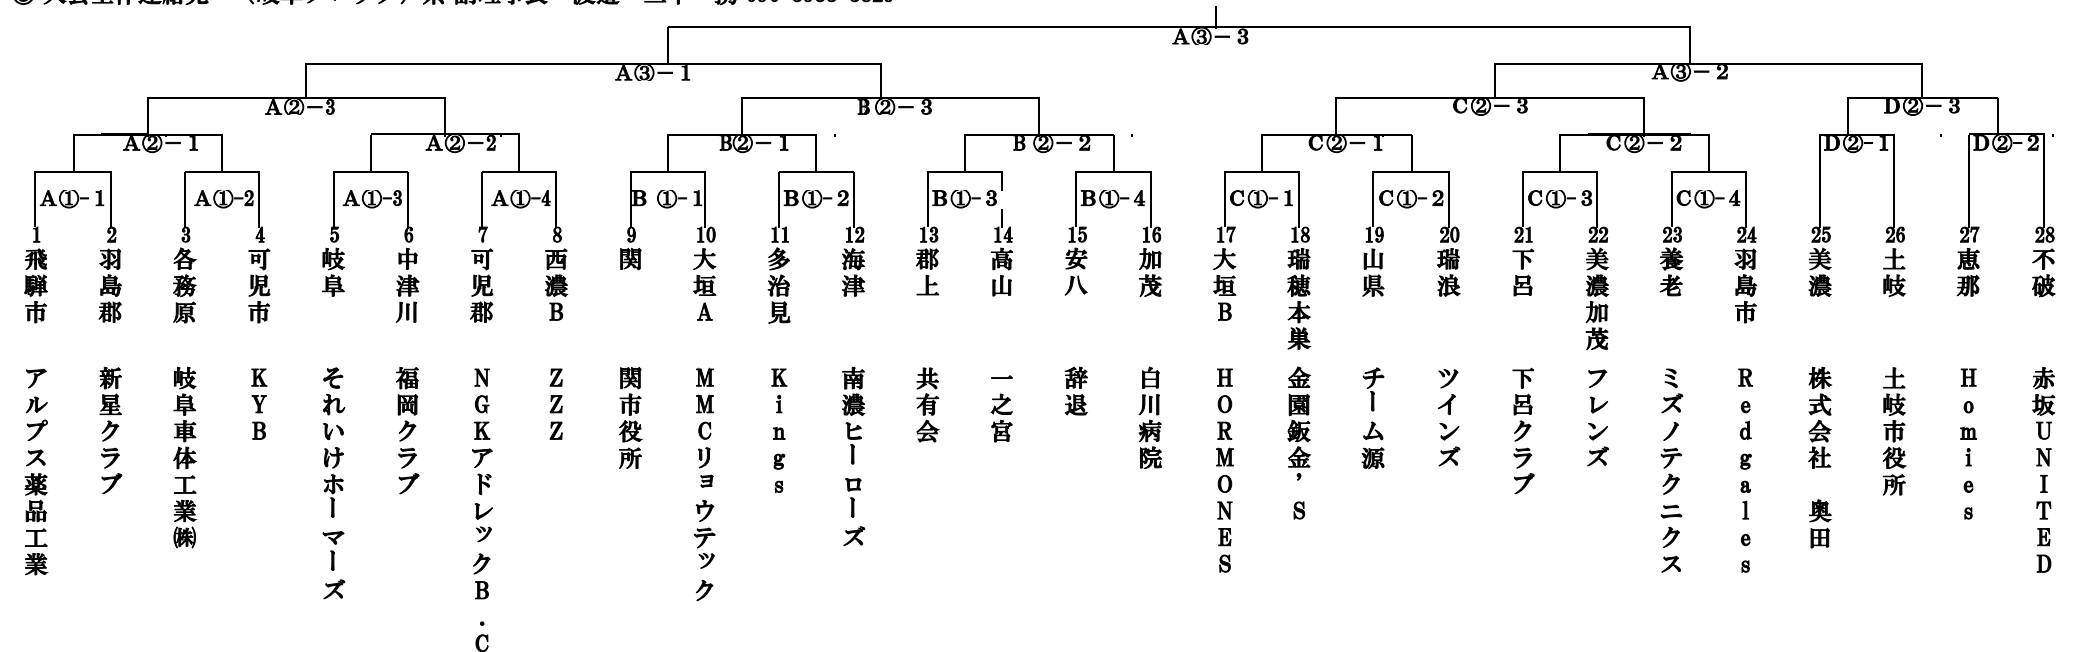 A③－3
A③－1
A③－2
A②－3
B②－3
C②－3
D②－3
A②－1
A②－2
B②－1
B②－2
C②－1
C②－2
D②-1
D②-2
A①-1
A①-2
A①-3
A①-4
B①-1
B①-2
B①-3
B①-4
C①-1
C①-2
C①-3
C①-4
1 飛騨市 アルプス薬品工業
2 羽島郡 新星クラブ
3 各務原 岐阜車体工業㈱
4 可児市 KYB
5 岐阜 それいけホーマーズ
6 中津川 福岡クラブ
7 可児郡 NGKアドレックB.C
8 西濃B ZZZ
9 関 関市役所
10 大垣A MMCリョウテック
11 多治見 Kings
12 海津 南濃ヒーローズ
13 郡上 共有会
14 高山 一之宮
15 安八 辞退
16 加茂 白川病院
17 大垣B HORMONES
18 瑞穂本巣 金園鈑金’S
19 山県 チーム源
20 瑞浪 ツインズ
21 下呂 下呂クラブ
22 美濃加茂 フレンズ
23 養老 ミズノテクニクス
24 羽島市 Redgales
25 美濃 株式会社　奥田
26 土岐 土岐市役所
27 恵那 Homies
28 不破 赤坂UNITED